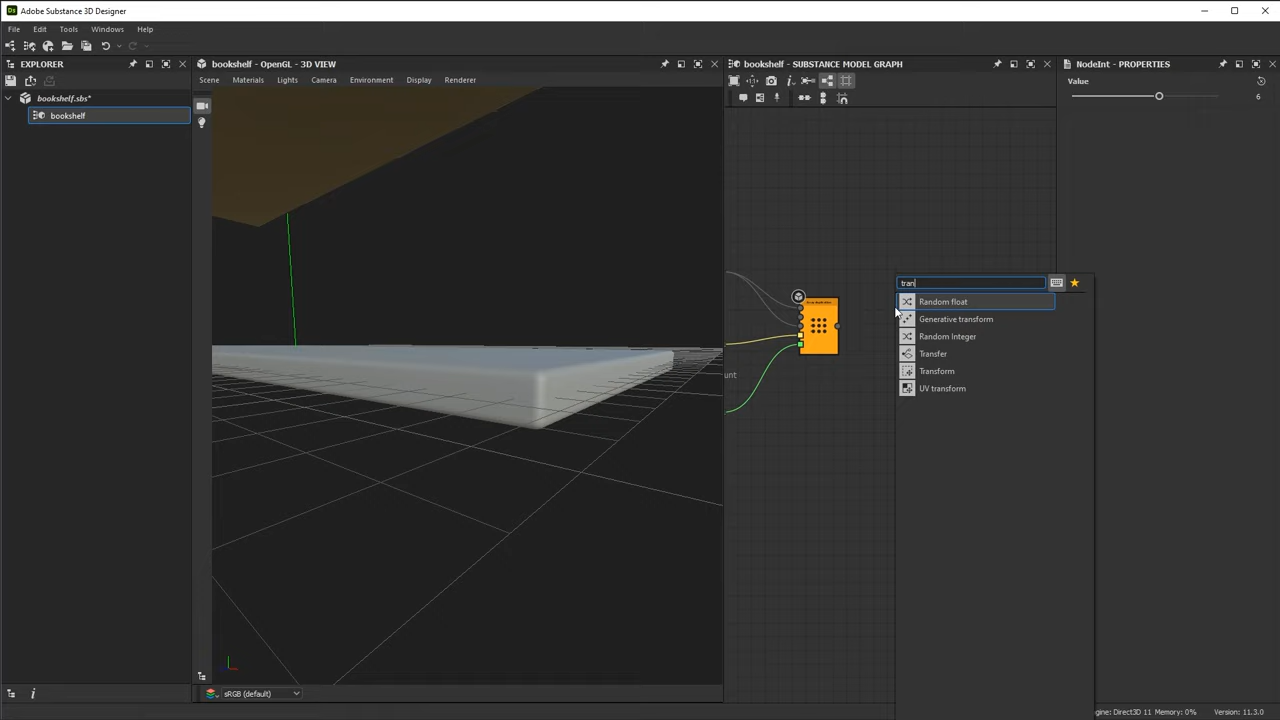 Adobe Substance 3D Designer
File Edit Tools Windows Help
EXPLORER
bookshelf.sbs*
bookshelf
bookshelf - OpenGL - 3D VIEW
Scene Materials Lights Camera Environment Display Renderer
sRGB (default)
bookshelf - SUBSTANCE MODEL GRAPH
unt
tran
Random float
Generative transform
Random Integer
Transfer
Transform
UV transform
NodeInt - PROPERTIES
Value
6
gine: Direct3D 11 Memory: 0% Version: 11.3.0